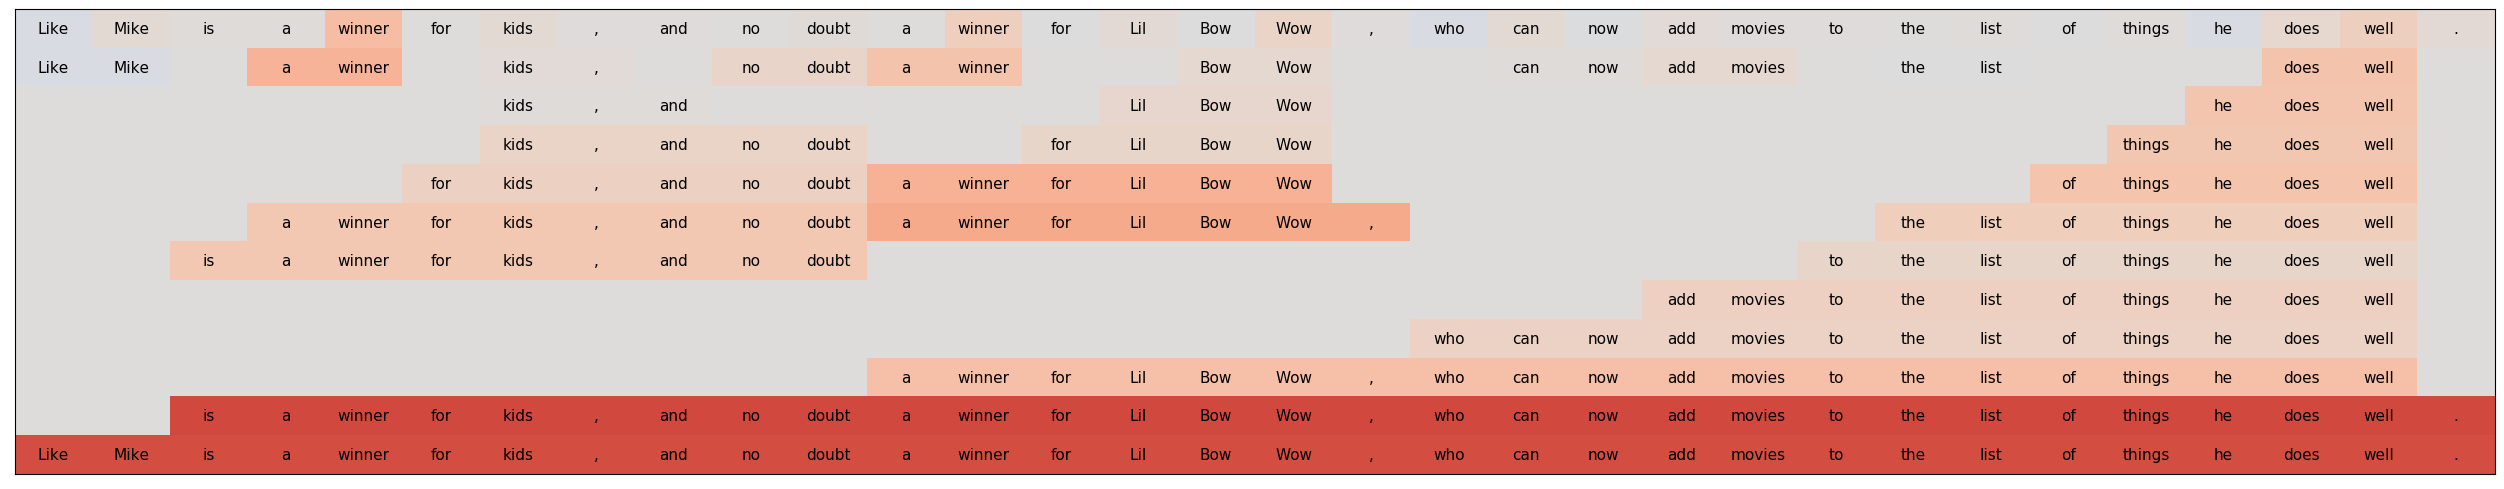 Like Mike is a winner for kids , and no doubt a winner for Lil Bow Wow , who can now add movies to the list of things he does well .
Like Mike a winner kids , no doubt a winner Bow Wow can now add movies the list does well
kids , and Lil Bow Wow he does well
kids , and no doubt for Lil Bow Wow things he does well
for kids , and no doubt a winner for Lil Bow Wow of things he does well
a winner for kids , and no doubt a winner for Lil Bow Wow , the list of things he does well
is a winner for kids , and no doubt to the list of things he does well
add movies to the list of things he does well
who can now add movies to the list of things he does well
a winner for Lil Bow Wow , who can now add movies to the list of things he does well
is a winner for kids , and no doubt a winner for Lil Bow Wow , who can now add movies to the list of things he does well .
Like Mike is a winner for kids , and no doubt a winner for Lil Bow Wow , who can now add movies to the list of things he does well .